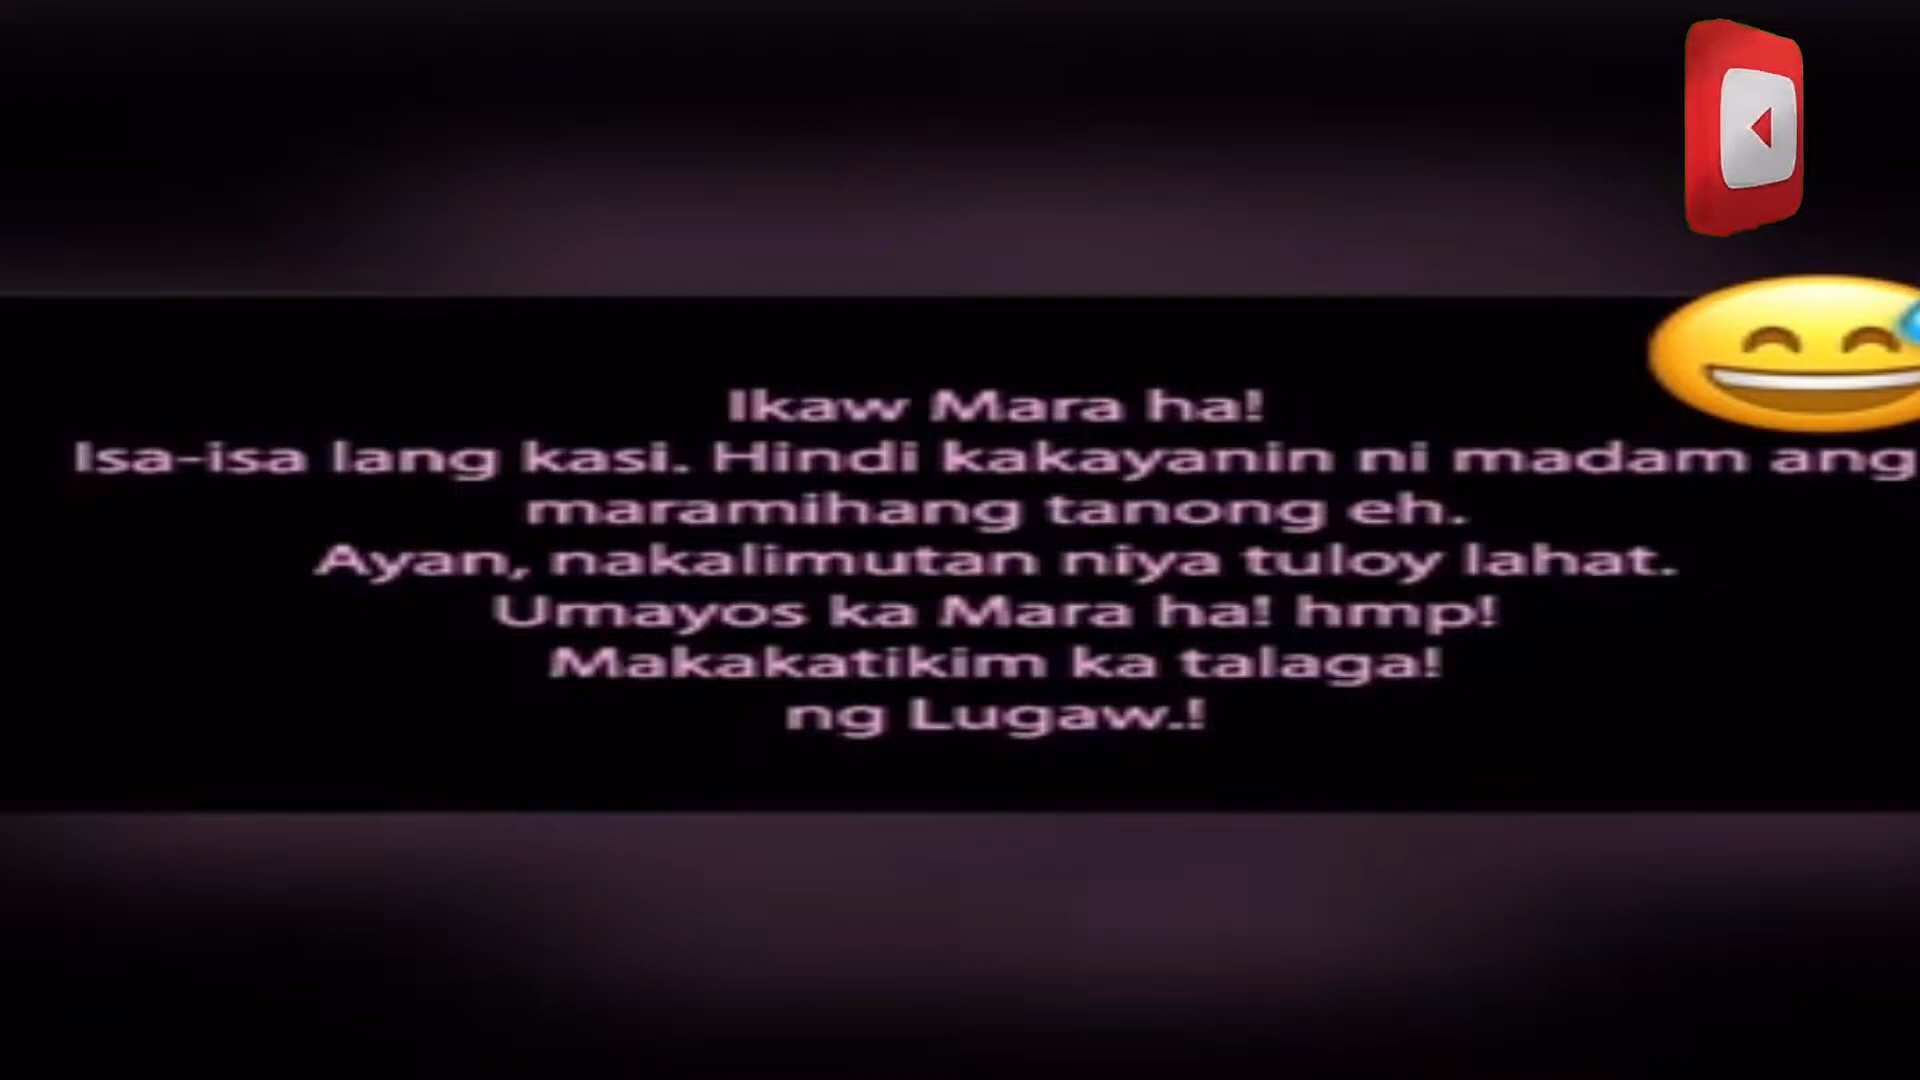 Ikaw Mara ha!
Isa-isa lang kasi. Hindi kakayanin ni madam ang
maramihang tanong eh.
Ayan, nakalimutan niya tuloy lahat.
Umayos ka Mara ha! hmp!
Makakatikim ka talaga!
ng Lugaw.!